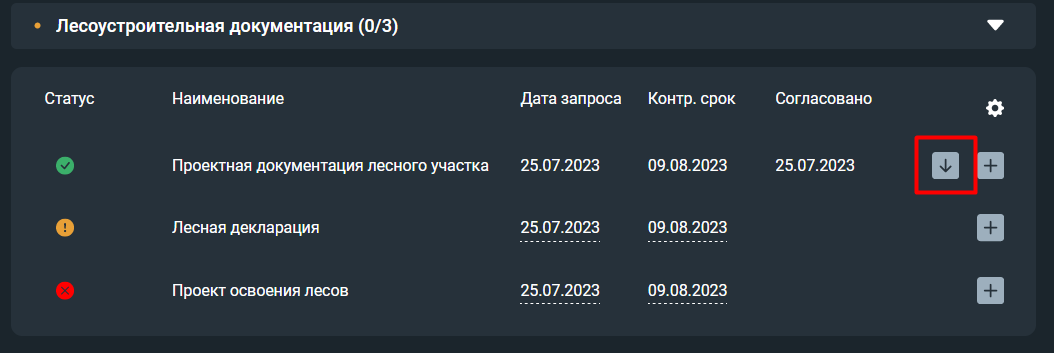 Лесоустроительная документация (0/3)
Статус Наименование Дата запроса Контр. срок Согласовано
Проектная документация лесного участка 25.07.2023 09.08.2023 25.07.2023
Лесная декларация 25.07.2023 09.08.2023
Проект освоения лесов 25.07.2023 09.08.2023